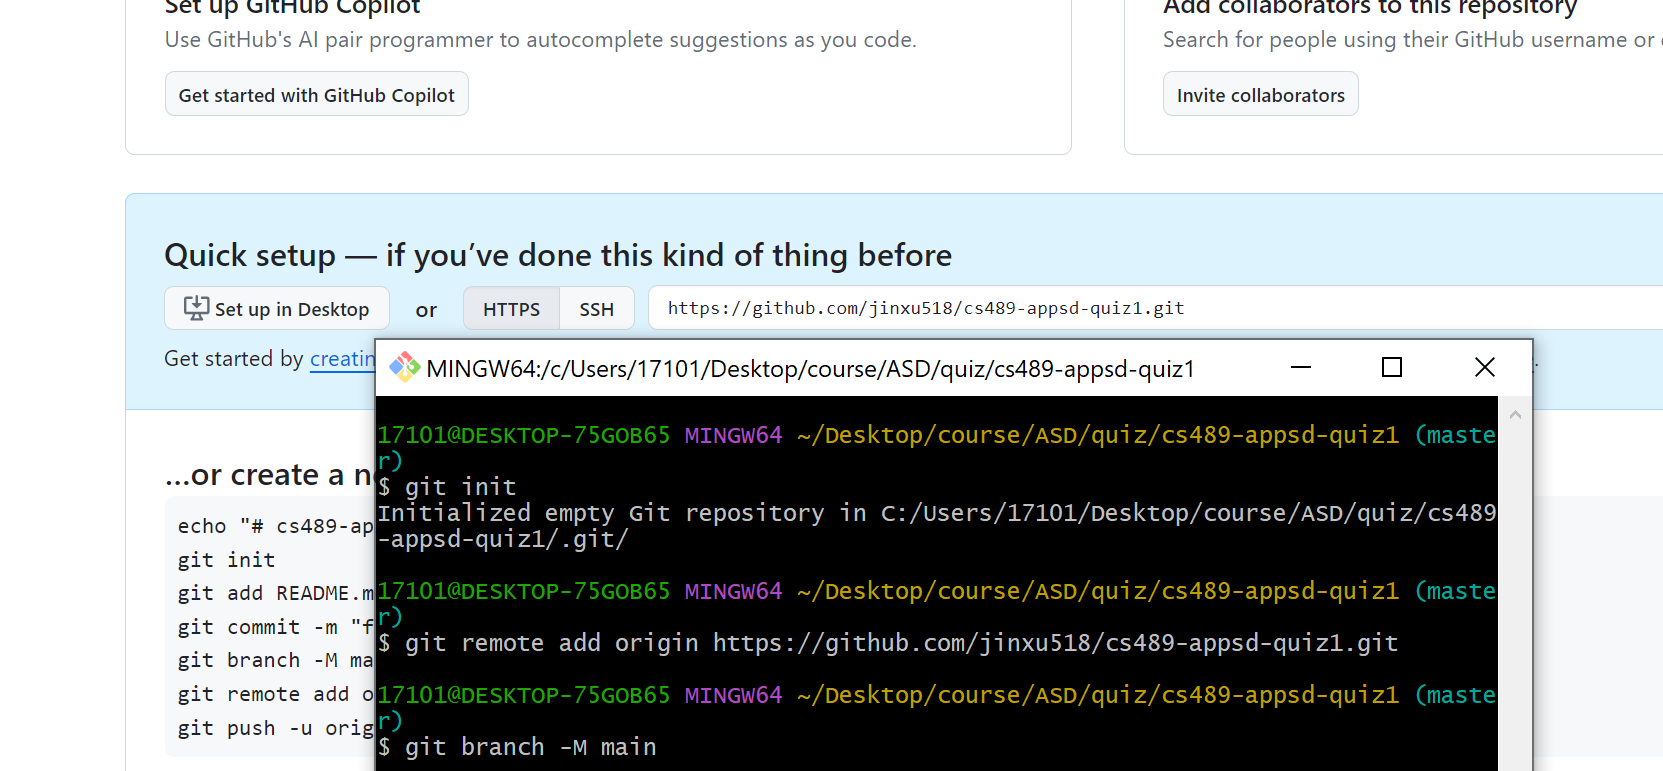 Set up GitHub Copilot
Use GitHub's AI pair programmer to autocomplete suggestions as you code.
Get started with GitHub Copilot
Add collaborators to this repository
Search for people using their GitHub username or
Invite collaborators
Quick setup — if you've done this kind of thing before
Set up in Desktop or HTTPS SSH https://github.com/jinxu518/cs489-appsd-quiz1.git
Get started by creatin
MINGW64:/c/Users/17101/Desktop/course/ASD/quiz/cs489-appsd-quiz1
17101@DESKTOP-75GOB65 MINGW64 ~/Desktop/course/ASD/quiz/cs489-appsd-quiz1 (maste
r)
$ git init
Initialized empty Git repository in C:/Users/17101/Desktop/course/ASD/quiz/cs489
-appsd-quiz1/.git/
17101@DESKTOP-75GOB65 MINGW64 ~/Desktop/course/ASD/quiz/cs489-appsd-quiz1 (maste
r)
$ git remote add origin https://github.com/jinxu518/cs489-appsd-quiz1.git
17101@DESKTOP-75GOB65 MINGW64 ~/Desktop/course/ASD/quiz/cs489-appsd-quiz1 (maste
r)
$ git branch -M main
…or create a n
echo "# cs489-ap
git init
git add README.m
git commit -m "f
git branch -M ma
git remote add o
git push -u orig